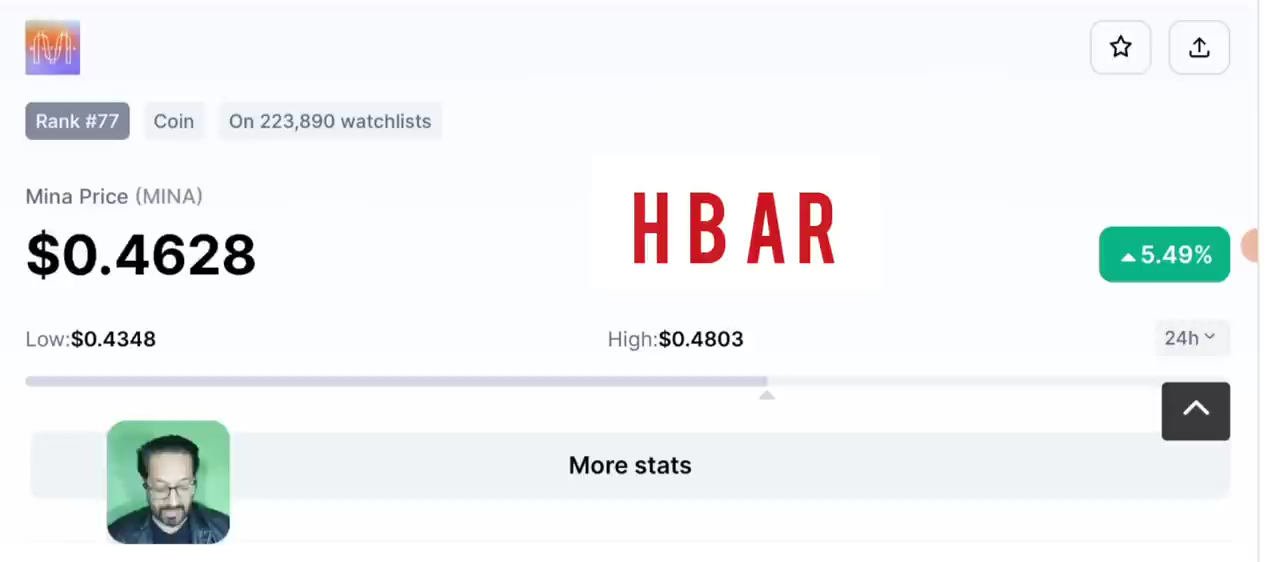 Rank #77 Coin On 223,890 watchlists
Mina Price (MINA)
$0.4628
HBAR
5.49%
Low:$0.4348 High:$0.4803 24h
More stats